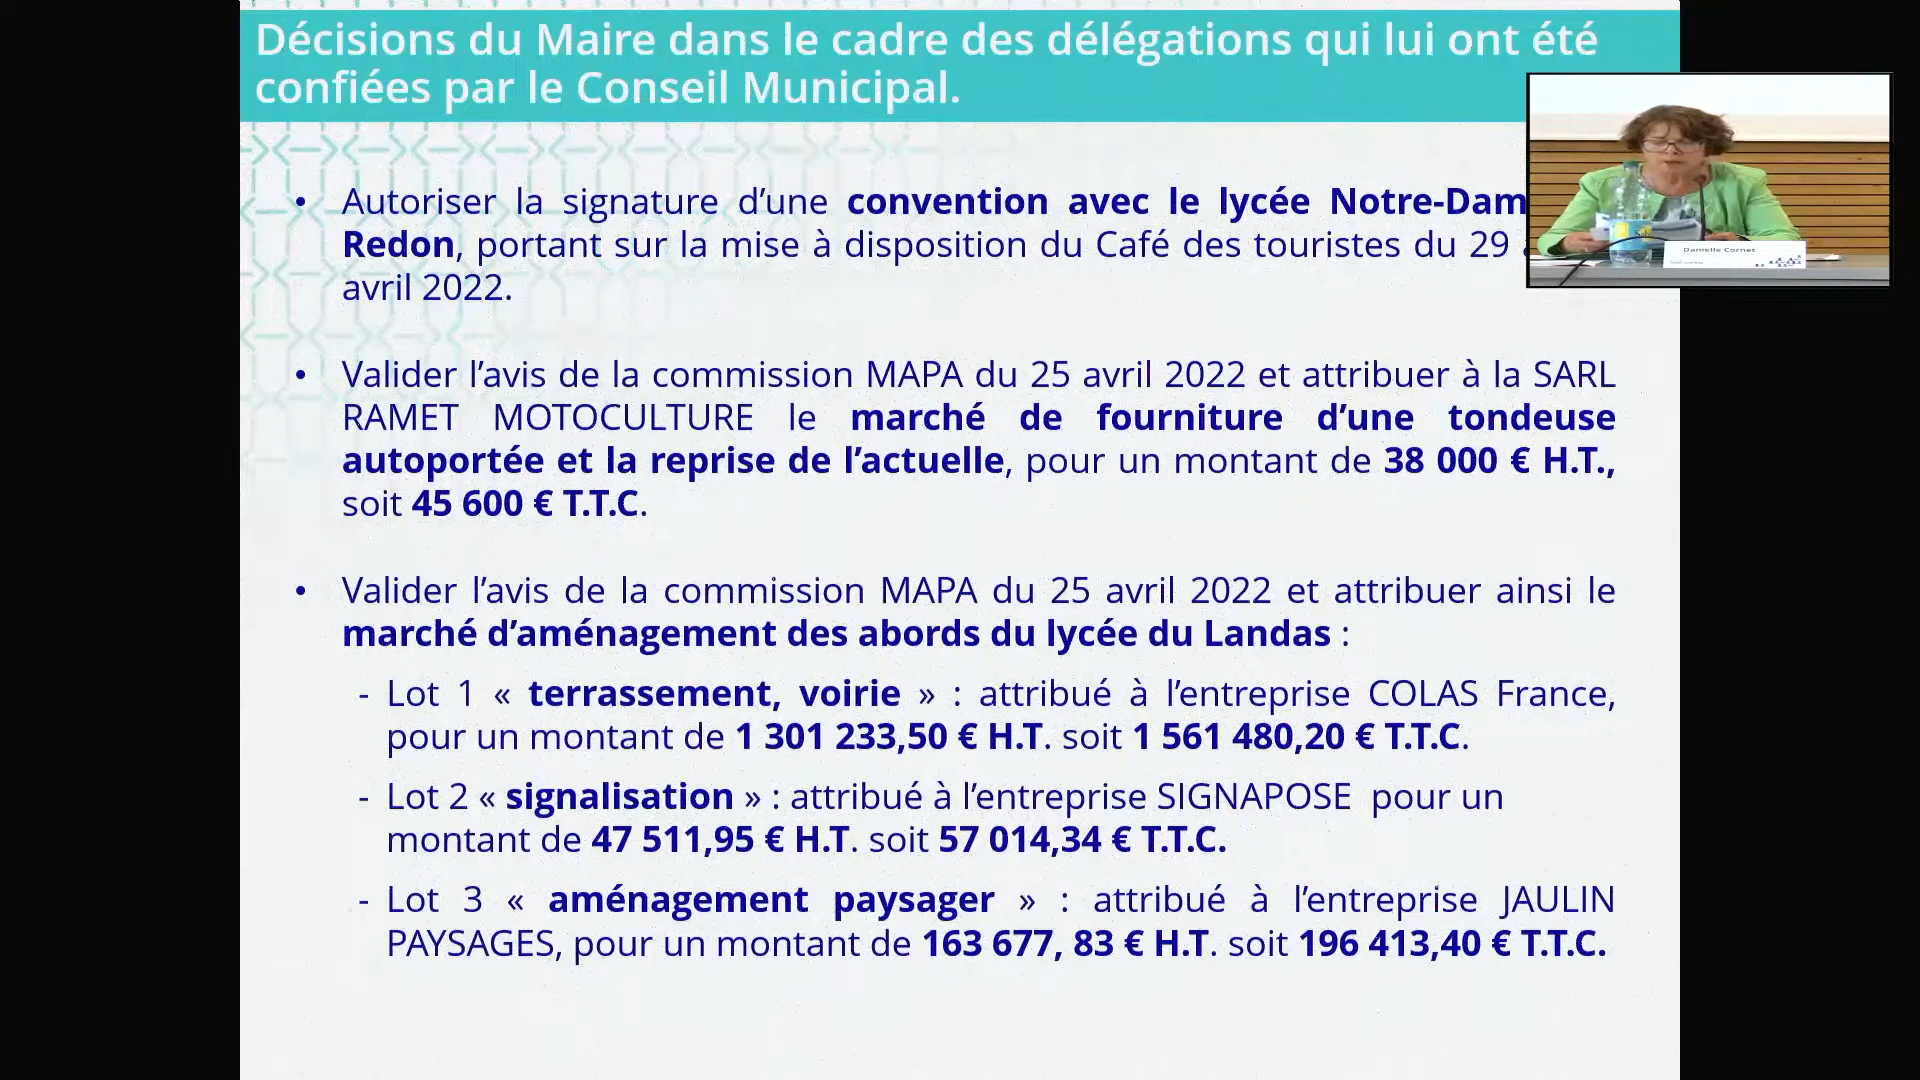 Décisions du Maire dans le cadre des délégations qui lui ont été
confiées par le Conseil Municipal.
• Autoriser la signature d’une convention avec le lycée Notre-Dam
Redon, portant sur la mise à disposition du Café des touristes du 29
avril 2022.
• Valider l’avis de la commission MAPA du 25 avril 2022 et attribuer à la SARL
RAMET MOTOCULTURE le marché de fourniture d’une tondeuse
autoportée et la reprise de l’actuelle, pour un montant de 38 000 € H.T.,
soit 45 600 € T.T.C.
• Valider l’avis de la commission MAPA du 25 avril 2022 et attribuer ainsi le
marché d’aménagement des abords du lycée du Landas :
- Lot 1 « terrassement, voirie » : attribué à l’entreprise COLAS France,
pour un montant de 1 301 233,50 € H.T. soit 1 561 480,20 € T.T.C.
- Lot 2 « signalisation » : attribué à l’entreprise SIGNAPOSE pour un
montant de 47 511,95 € H.T. soit 57 014,34 € T.T.C.
- Lot 3 « aménagement paysager » : attribué à l’entreprise JAULIN
PAYSAGES, pour un montant de 163 677, 83 € H.T. soit 196 413,40 € T.T.C.
Danielle Cornet